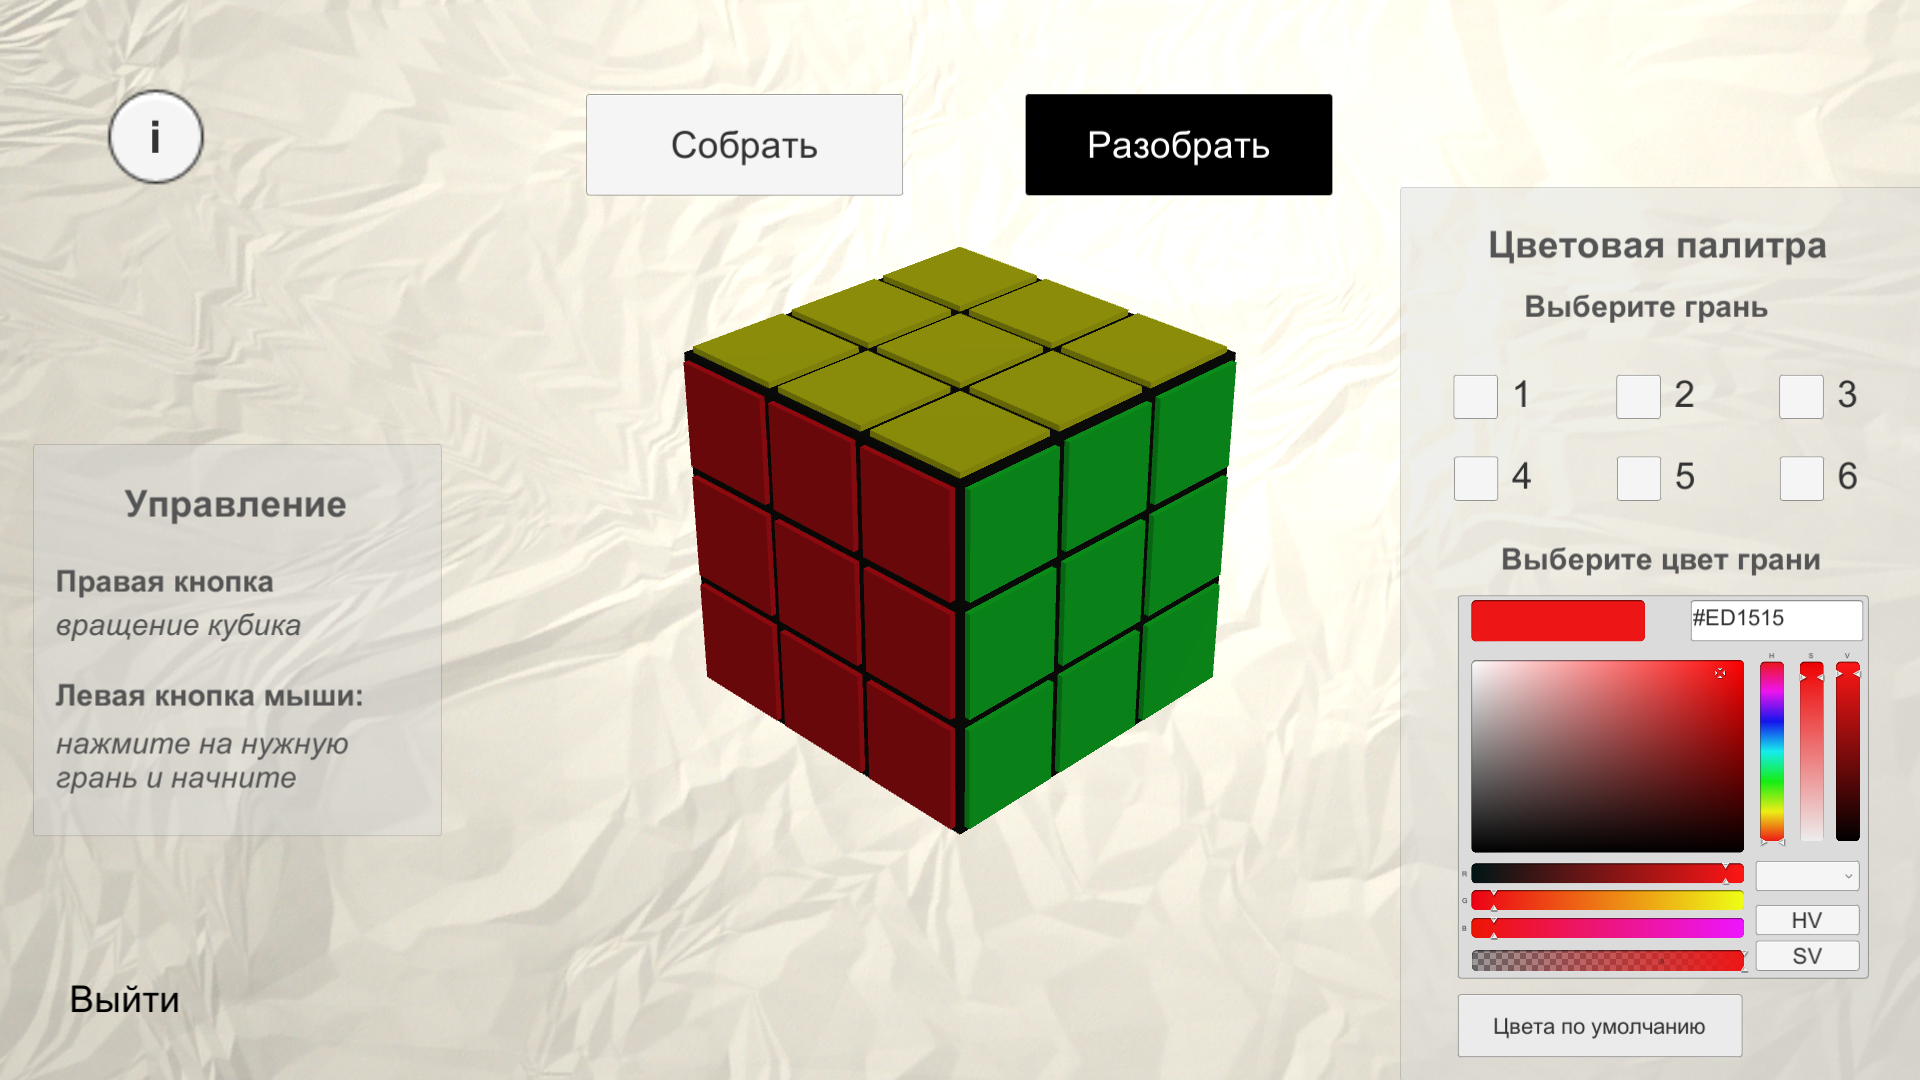 i
Собрать
Разобрать
Управление
Правая кнопка
вращение кубика
Левая кнопка мыши:
нажмите на нужную
грань и начните
Выйти
Цветовая палитра
Выберите грань
1
2
3
4
5
6
Выберите цвет грани
#ED1515
H S V
R
G
B
HV
SV
Цвета по умолчанию